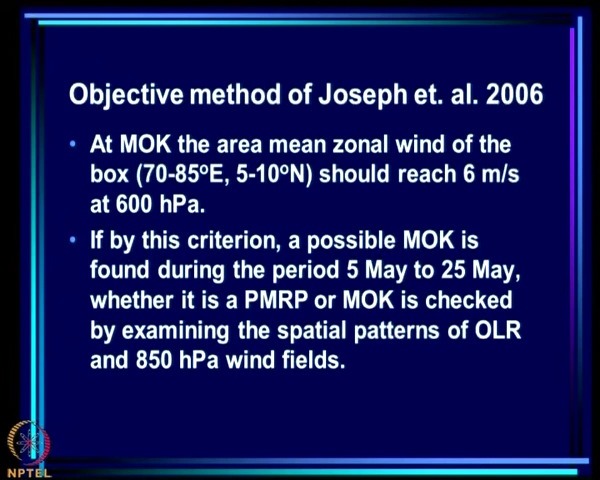 Objective method of Joseph et. al. 2006
• At MOK the area mean zonal wind of the
box (70-85ºE, 5-10ºN) should reach 6 m/s
at 600 hPa.
• If by this criterion, a possible MOK is
found during the period 5 May to 25 May,
whether it is a PMRP or MOK is checked
by examining the spatial patterns of OLR
and 850 hPa wind fields.
NPTEL